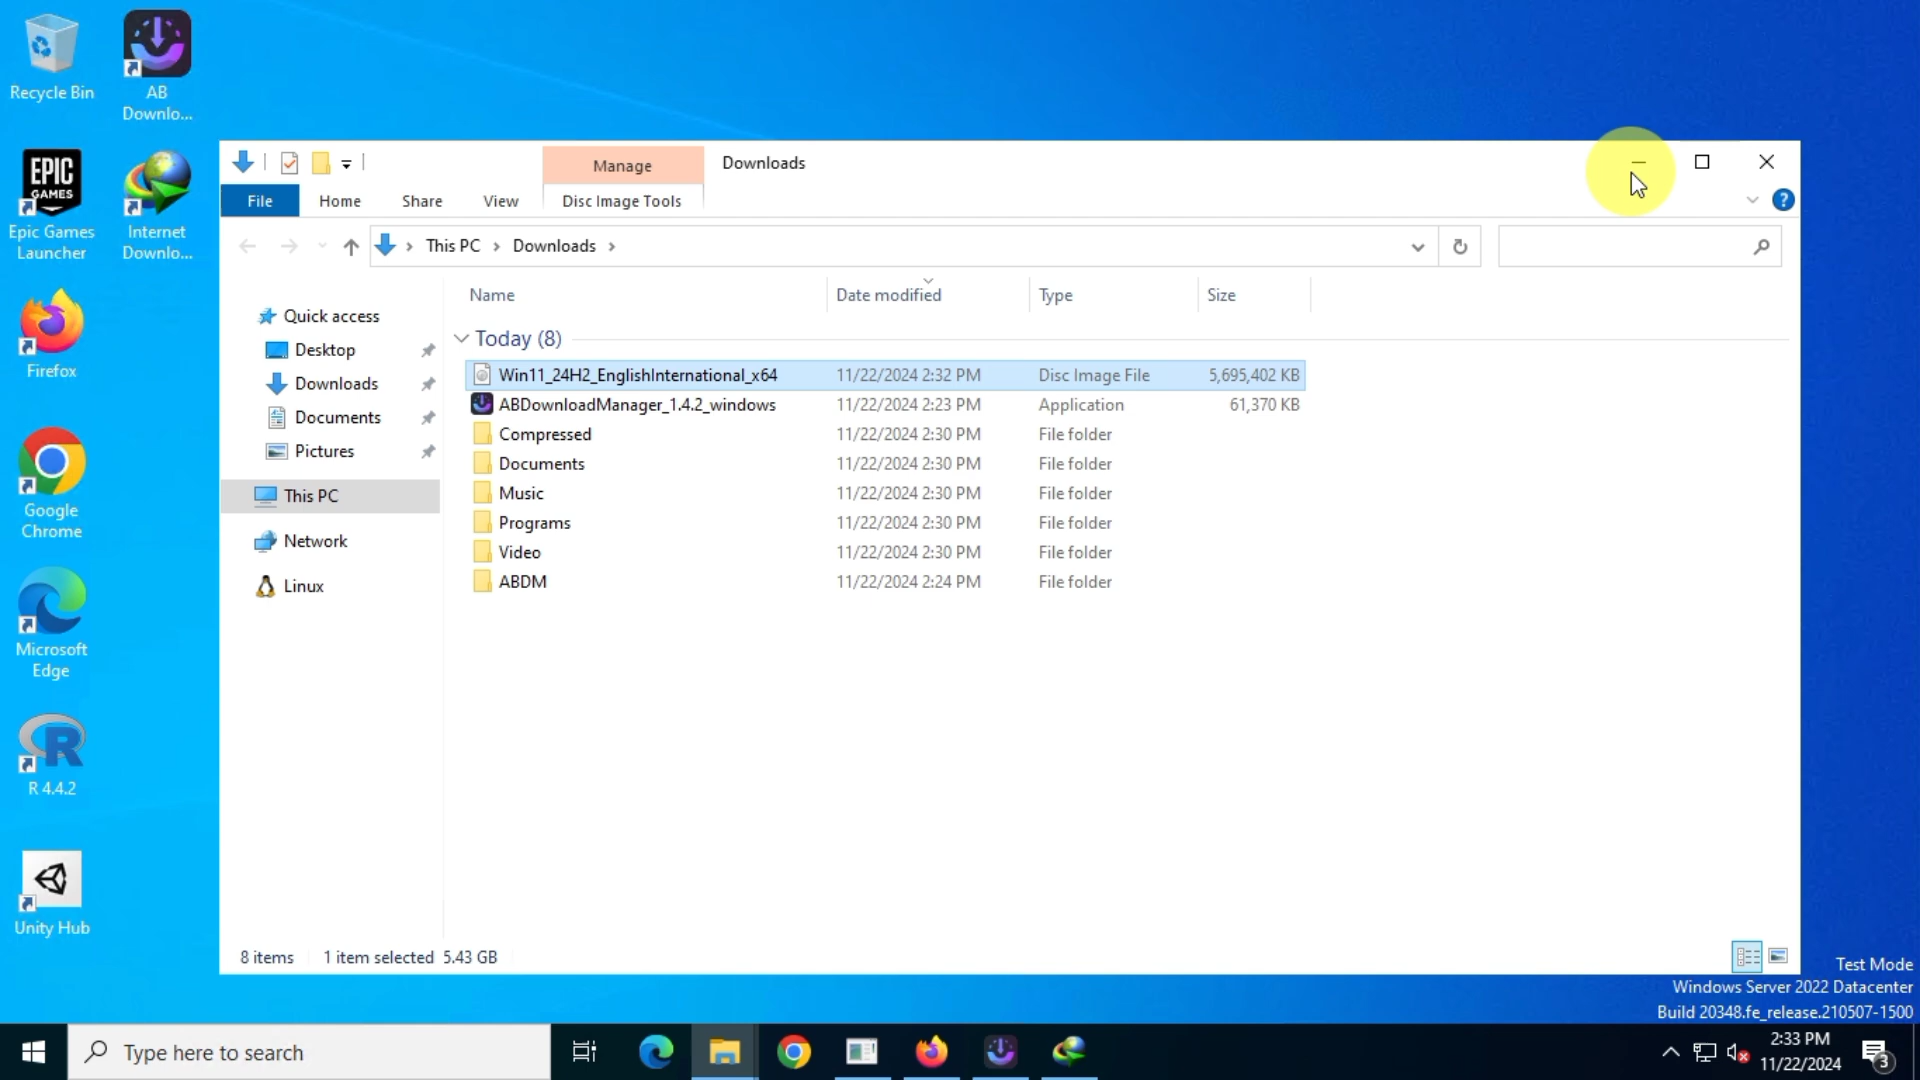 Recycle Bin
AB
Downlo...
EPIC
GAMES
Epic Games
Launcher
Internet
Downlo...
Firefox
Google
Chrome
Microsoft
Edge
R 4.4.2
Unity Hub
Manage
Downloads
File
Home
Share
View
Disc Image Tools
?
This PC
Downloads
Name
Date modified
Type
Size
Quick access
Desktop
Downloads
Documents
Pictures
This PC
Network
Linux
Today (8)
Win11_24H2_EnglishInternational_x64 11/22/2024 2:32 PM Disc Image File 5,695,402 KB
ABDownloadManager_1.4.2_windows 11/22/2024 2:23 PM Application 61,370 KB
Compressed 11/22/2024 2:30 PM File folder
Documents 11/22/2024 2:30 PM File folder
Music 11/22/2024 2:30 PM File folder
Programs 11/22/2024 2:30 PM File folder
Video 11/22/2024 2:30 PM File folder
ABDM 11/22/2024 2:24 PM File folder
8 items 1 item selected 5.43 GB
Test Mode
Windows Server 2022 Datacenter
Build 20348.fe_release.210507-1500
Type here to search
2:33 PM
11/22/2024
3